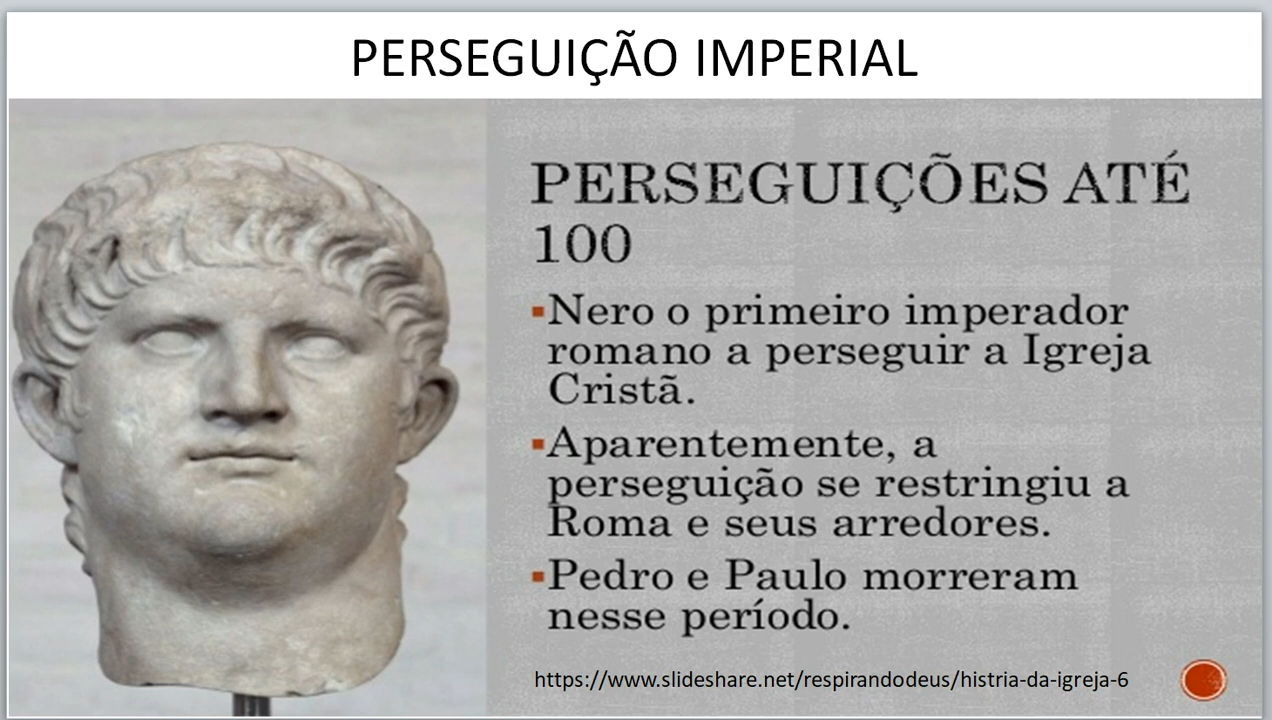 PERSEGUIÇÃO IMPERIAL
PERSEGUIÇÕES ATÉ
100
▪Nero o primeiro imperador
romano a perseguir a Igreja
Cristã.
▪Aparentemente, a
perseguição se restringiu a
Roma e seus arredores.
▪Pedro e Paulo morreram
nesse período.
https://www.slideshare.net/respirandodeus/histria-da-igreja-6